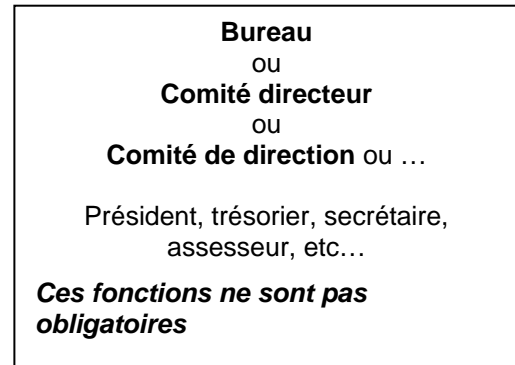 Bureau
ou
Comité directeur
ou
Comité de direction ou …
Président, trésorier, secrétaire,
assesseur, etc…
Ces fonctions ne sont pas
obligatoires